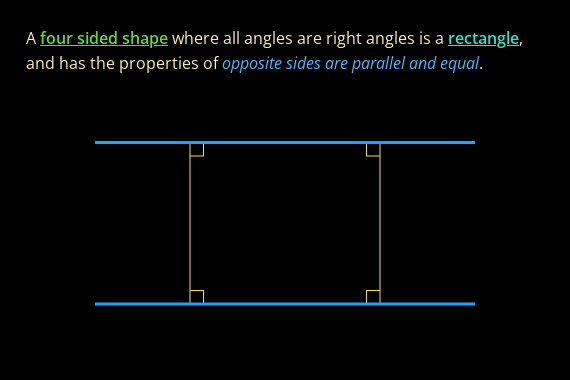 A four sided shape where all angles are right angles is a rectangle,
and has the properties of opposite sides are parallel and equal.